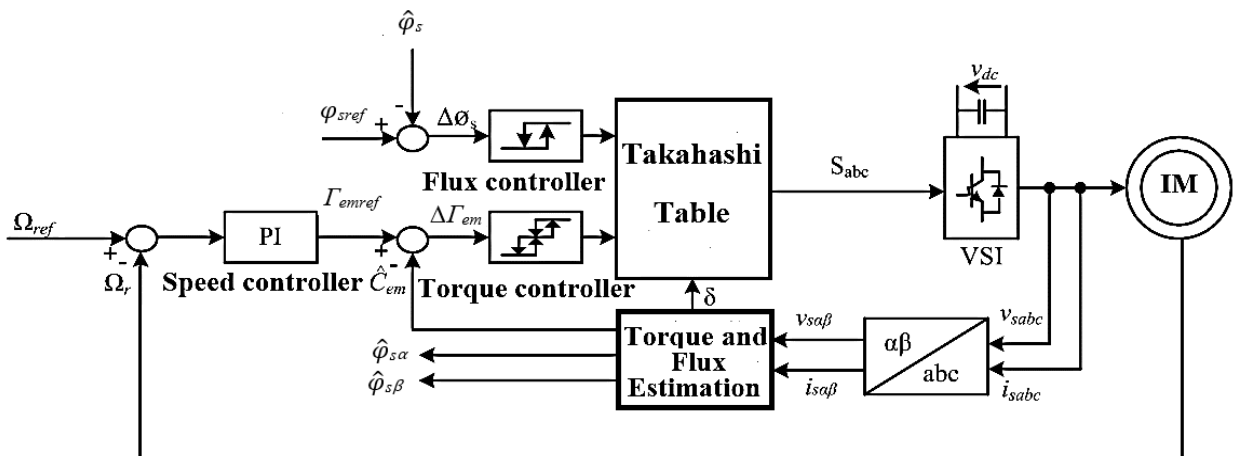 φ̂s
vdc
φsref
+
-
Δøs
Flux controller
Takahashi
Table
Sabc
IM
VSI
Ωref
+
-
Ωr
PI
Speed controller
Γemref
+
-
Ĉem
ΔΓem
Torque controller
δ
Torque and
Flux
Estimation
φ̂sα
φ̂sβ
vsαβ
isαβ
αβ
abc
vsabc
isabc